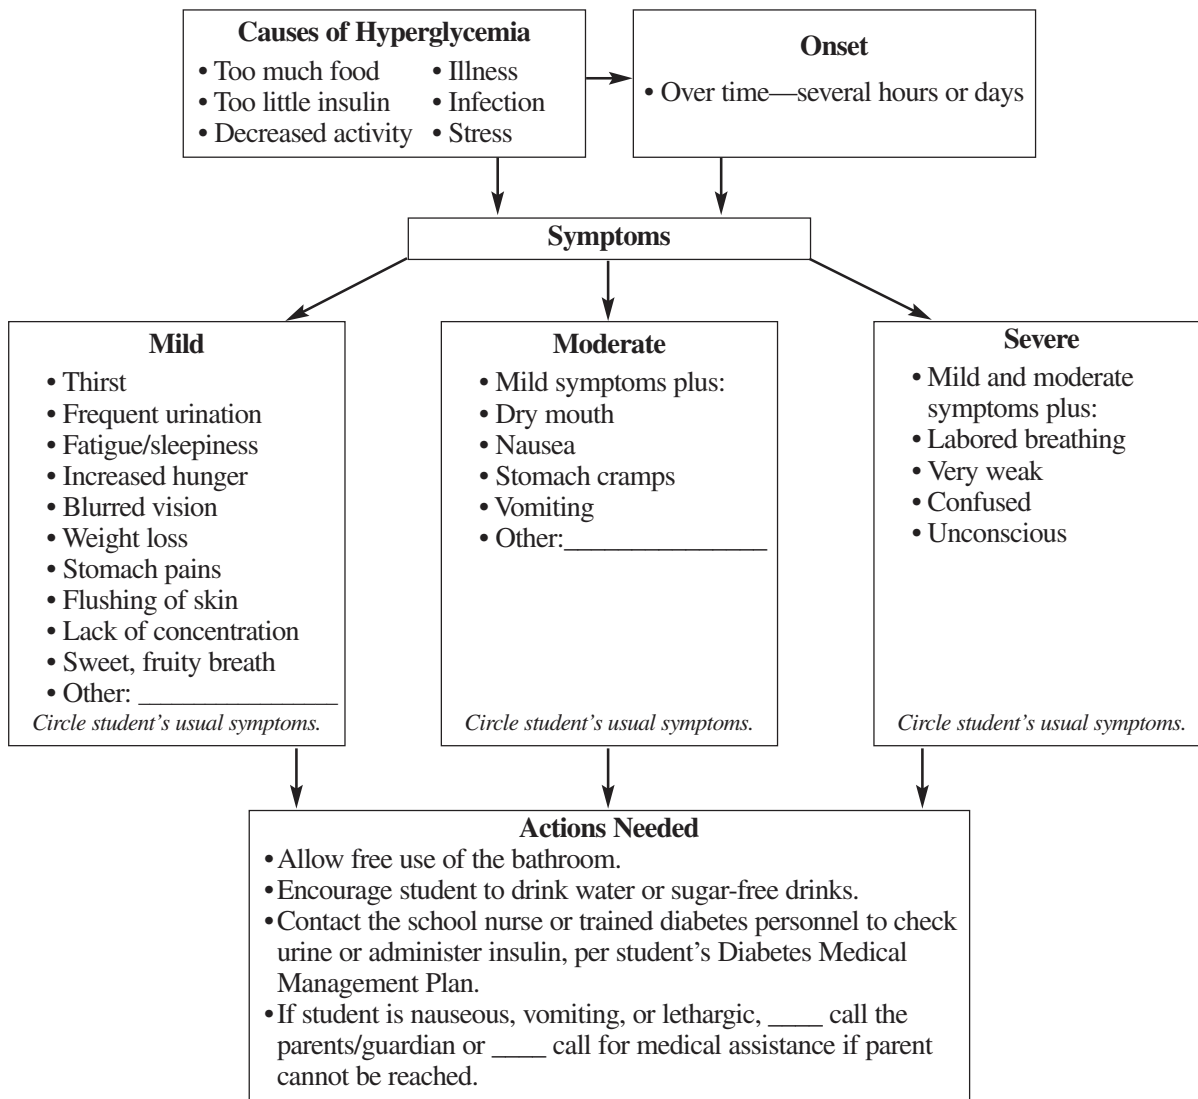 Causes of Hyperglycemia
• Too much food
• Too little insulin
• Decreased activity
• Illness
• Infection
• Stress
Onset
• Over time—several hours or days
Symptoms
Mild
• Thirst
• Frequent urination
• Fatigue/sleepiness
• Increased hunger
• Blurred vision
• Weight loss
• Stomach pains
• Flushing of skin
• Lack of concentration
• Sweet, fruity breath
• Other: _______________
Circle student’s usual symptoms.
Moderate
• Mild symptoms plus:
• Dry mouth
• Nausea
• Stomach cramps
• Vomiting
• Other:_______________
Circle student’s usual symptoms.
Severe
• Mild and moderate
symptoms plus:
• Labored breathing
• Very weak
• Confused
• Unconscious
Circle student’s usual symptoms.
Actions Needed
• Allow free use of the bathroom.
• Encourage student to drink water or sugar-free drinks.
• Contact the school nurse or trained diabetes personnel to check
urine or administer insulin, per student’s Diabetes Medical
Management Plan.
• If student is nauseous, vomiting, or lethargic, ____ call the
parents/guardian or ____ call for medical assistance if parent
cannot be reached.